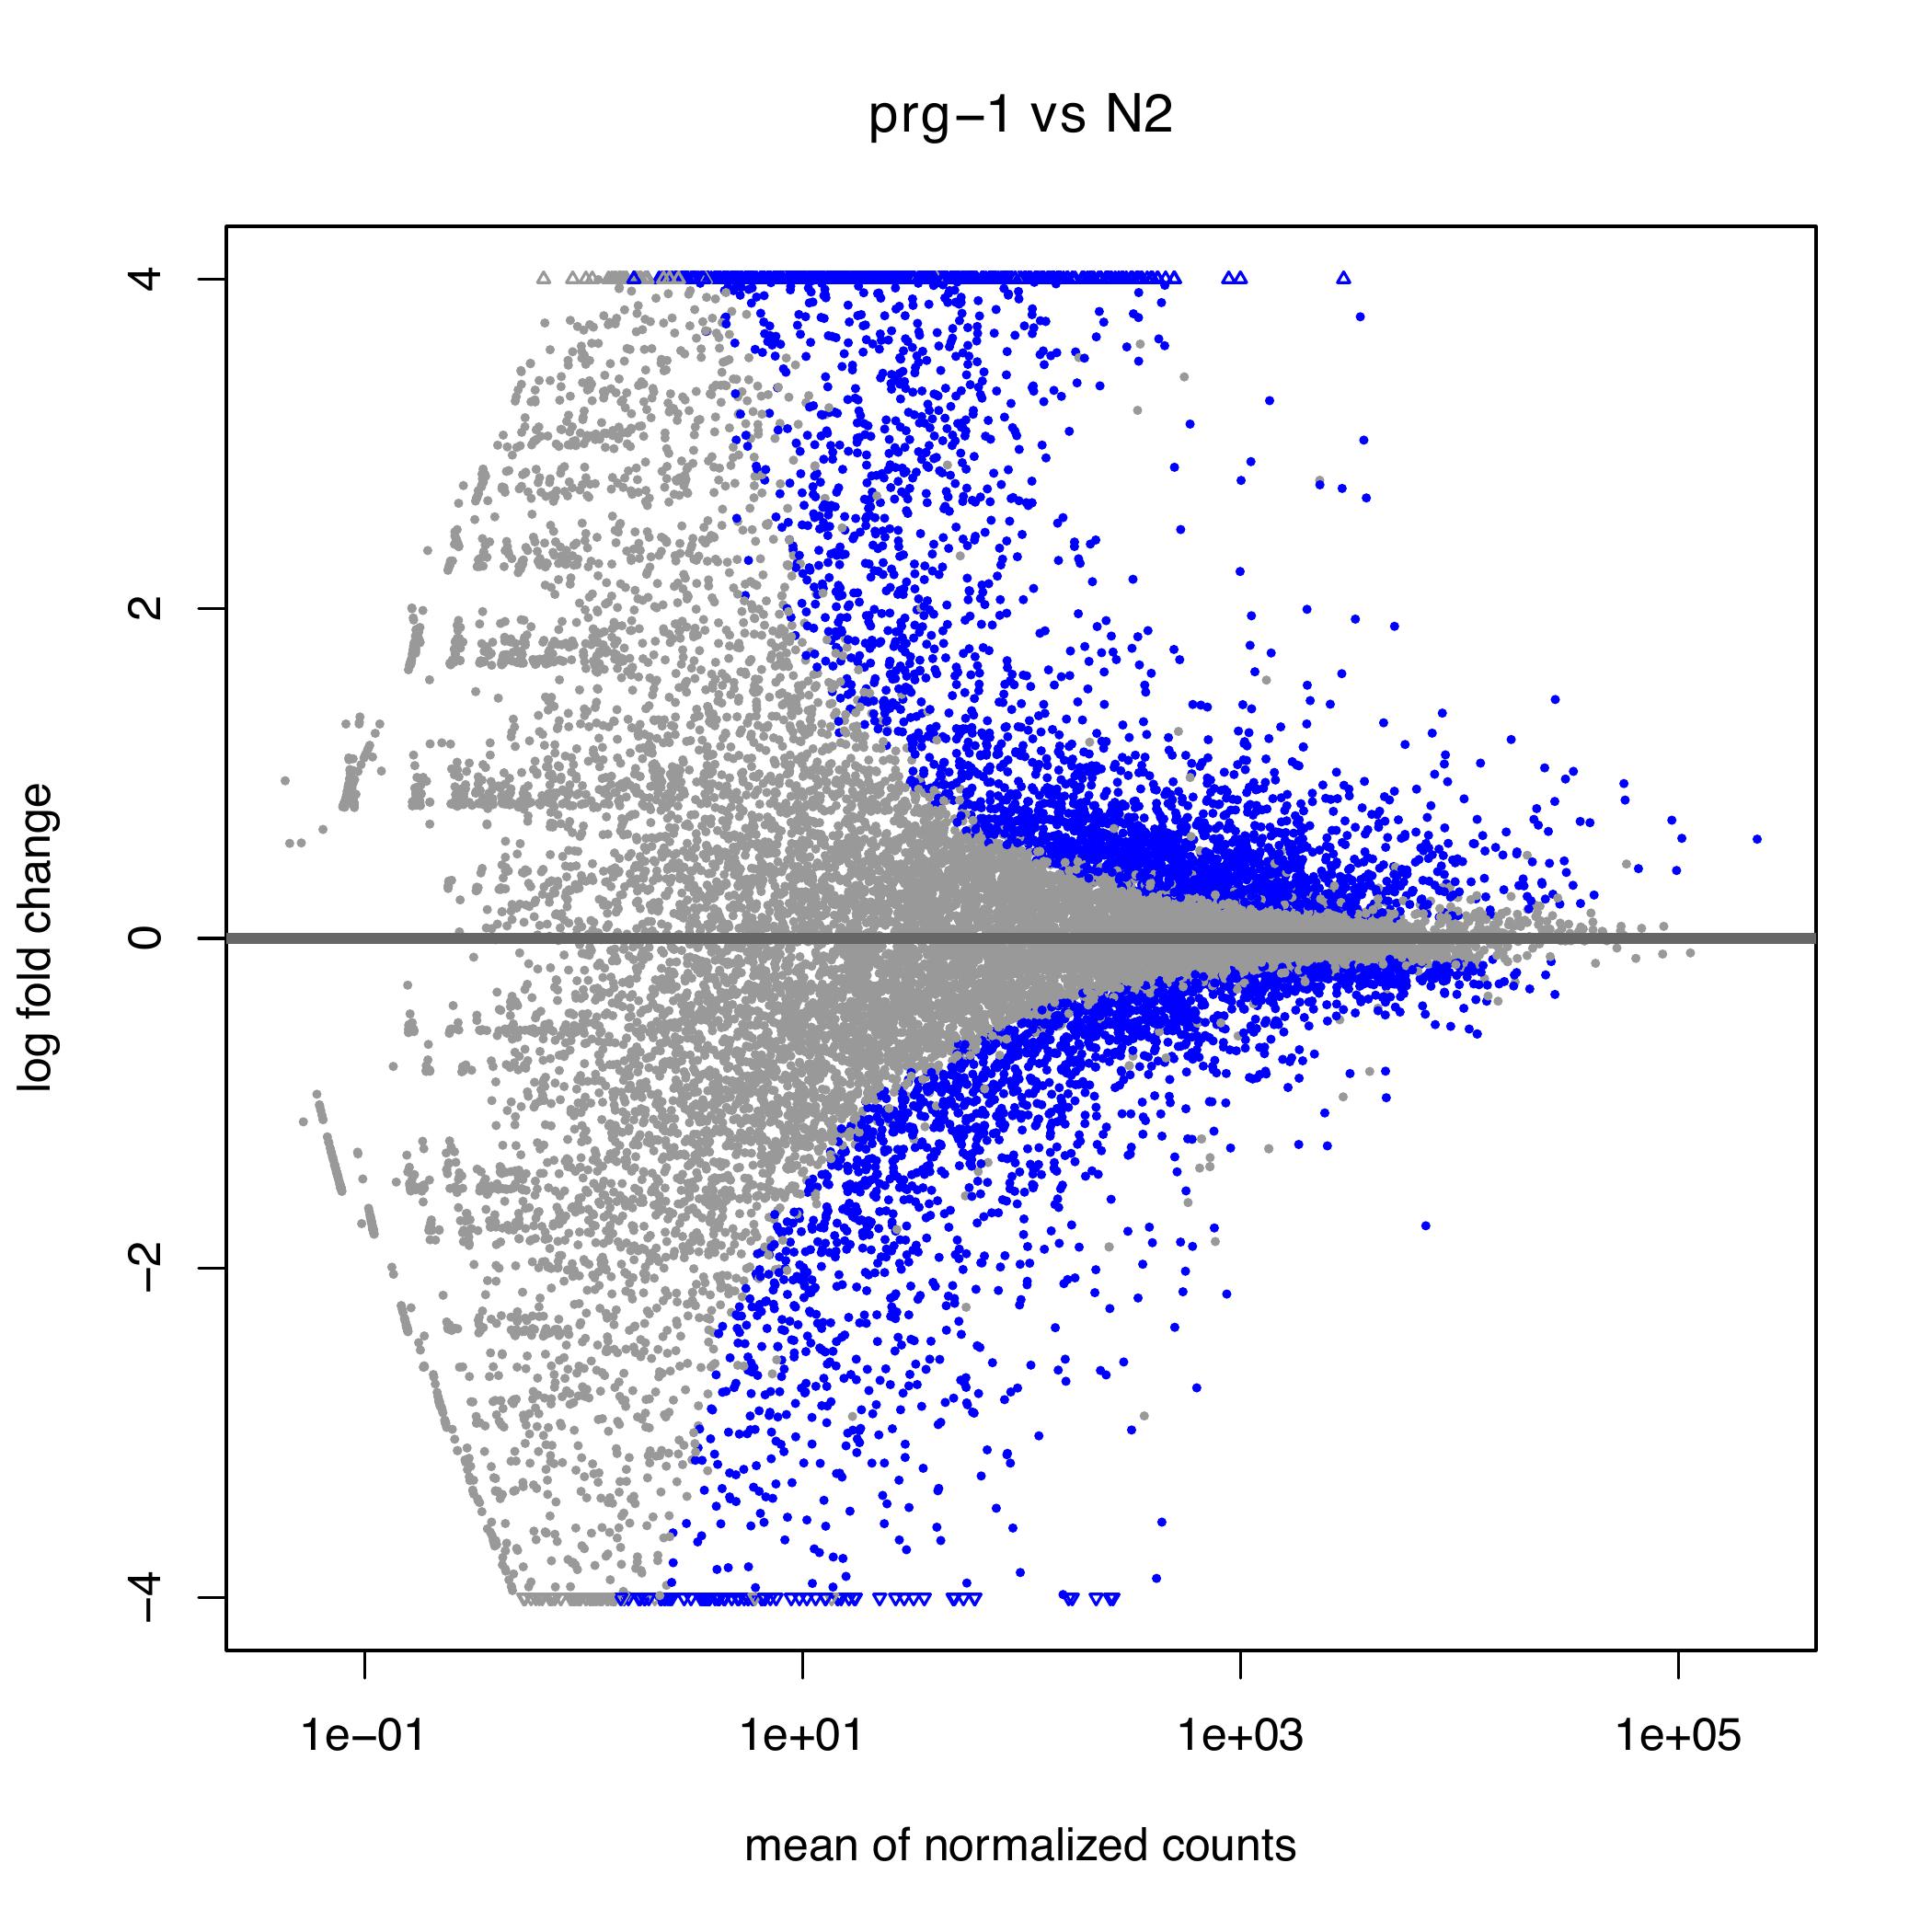 prg−1 vs N2
log fold change
4
2
0
−2
−4
1e−01 1e+01 1e+03 1e+05
mean of normalized counts